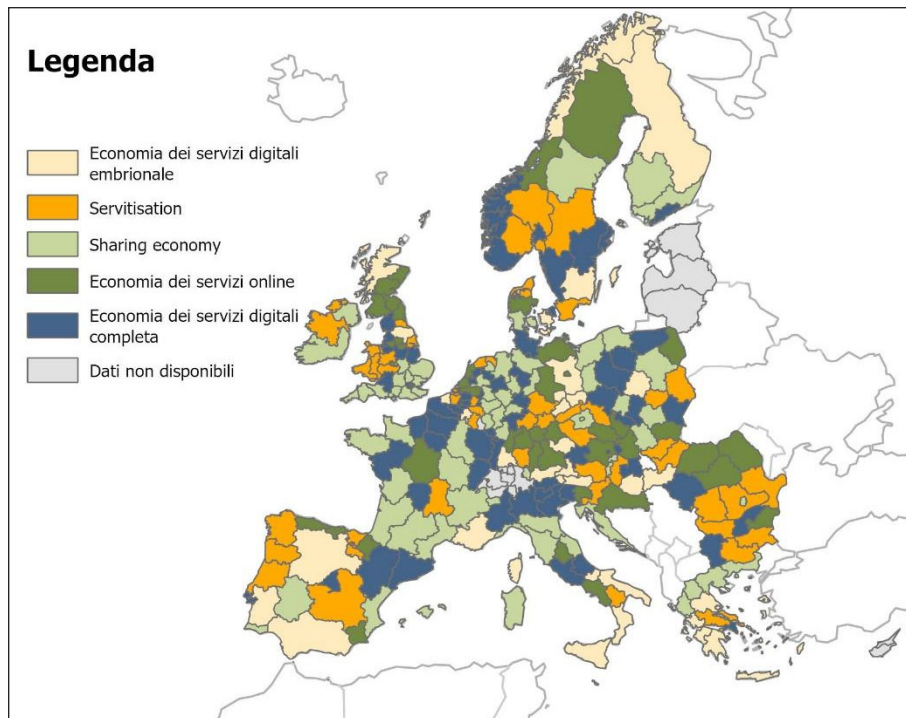 Legenda
Economia dei servizi digitali
embrionale
Servitisation
Sharing economy
Economia dei servizi online
Economia dei servizi digitali
completa
Dati non disponibili